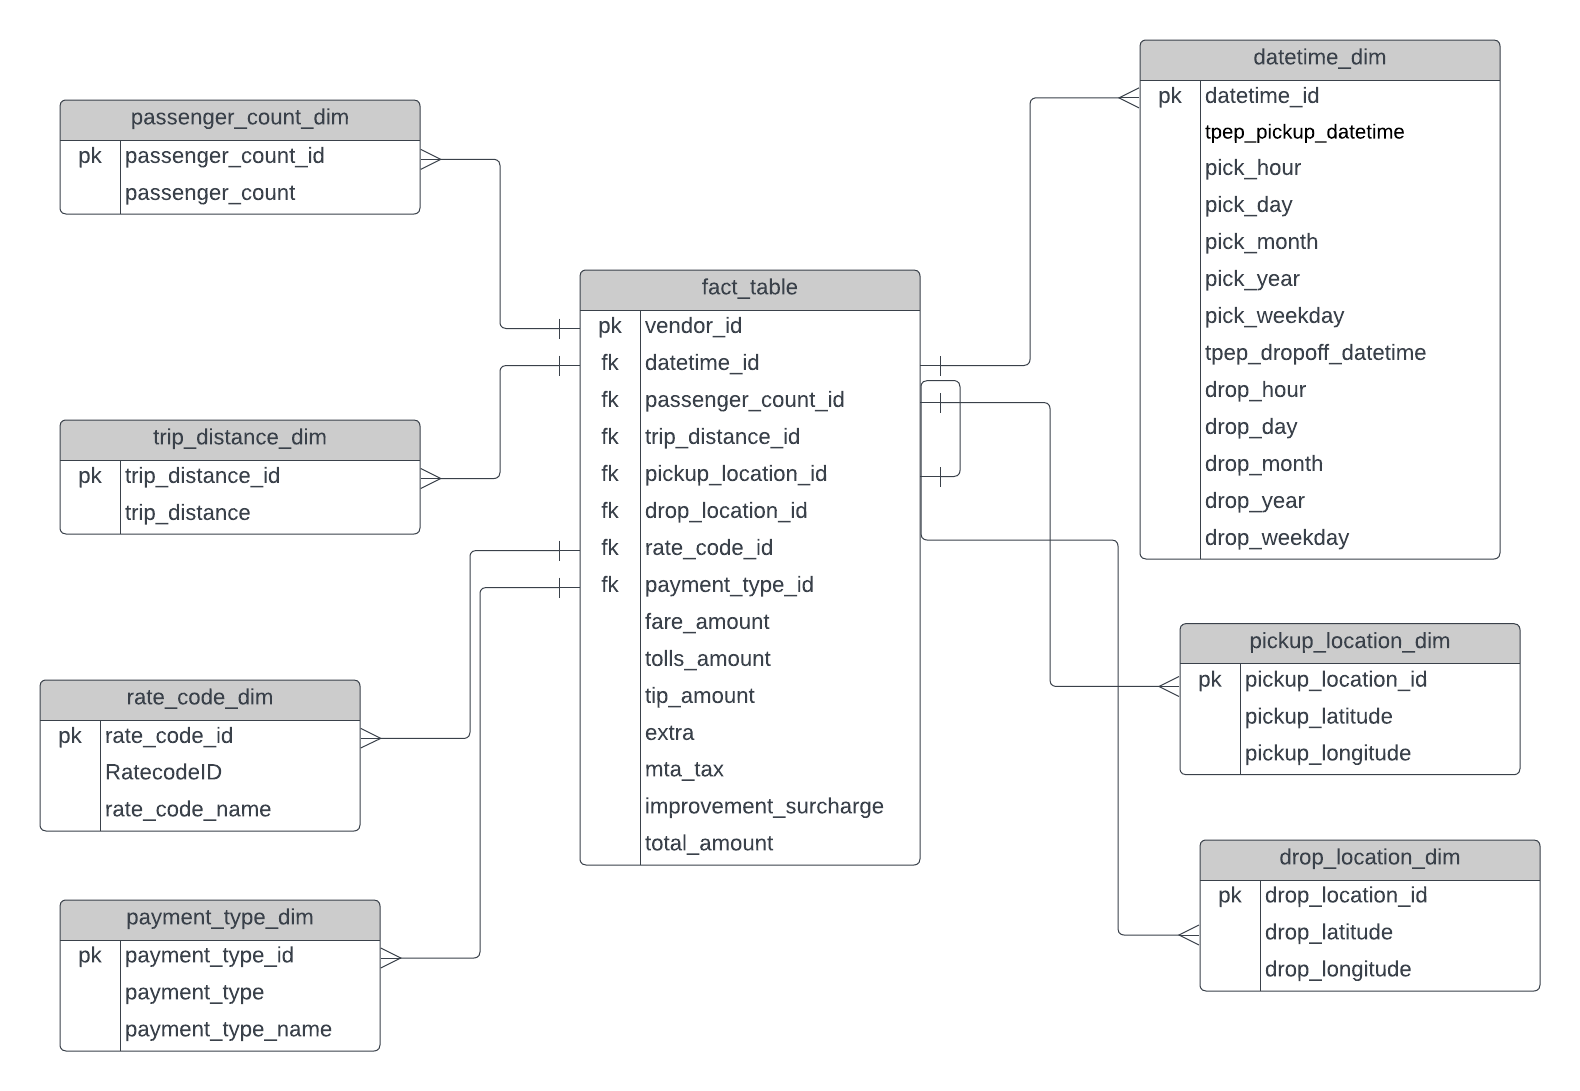 passenger_count_dim
pk passenger_count_id
passenger_count
trip_distance_dim
pk trip_distance_id
trip_distance
rate_code_dim
pk rate_code_id
RatecodeID
rate_code_name
payment_type_dim
pk payment_type_id
payment_type
payment_type_name
fact_table
pk vendor_id
fk datetime_id
fk passenger_count_id
fk trip_distance_id
fk pickup_location_id
fk drop_location_id
fk rate_code_id
fk payment_type_id
fare_amount
tolls_amount
tip_amount
extra
mta_tax
improvement_surcharge
total_amount
datetime_dim
pk datetime_id
tpep_pickup_datetime
pick_hour
pick_day
pick_month
pick_year
pick_weekday
tpep_dropoff_datetime
drop_hour
drop_day
drop_month
drop_year
drop_weekday
pickup_location_dim
pk pickup_location_id
pickup_latitude
pickup_longitude
drop_location_dim
pk drop_location_id
drop_latitude
drop_longitude